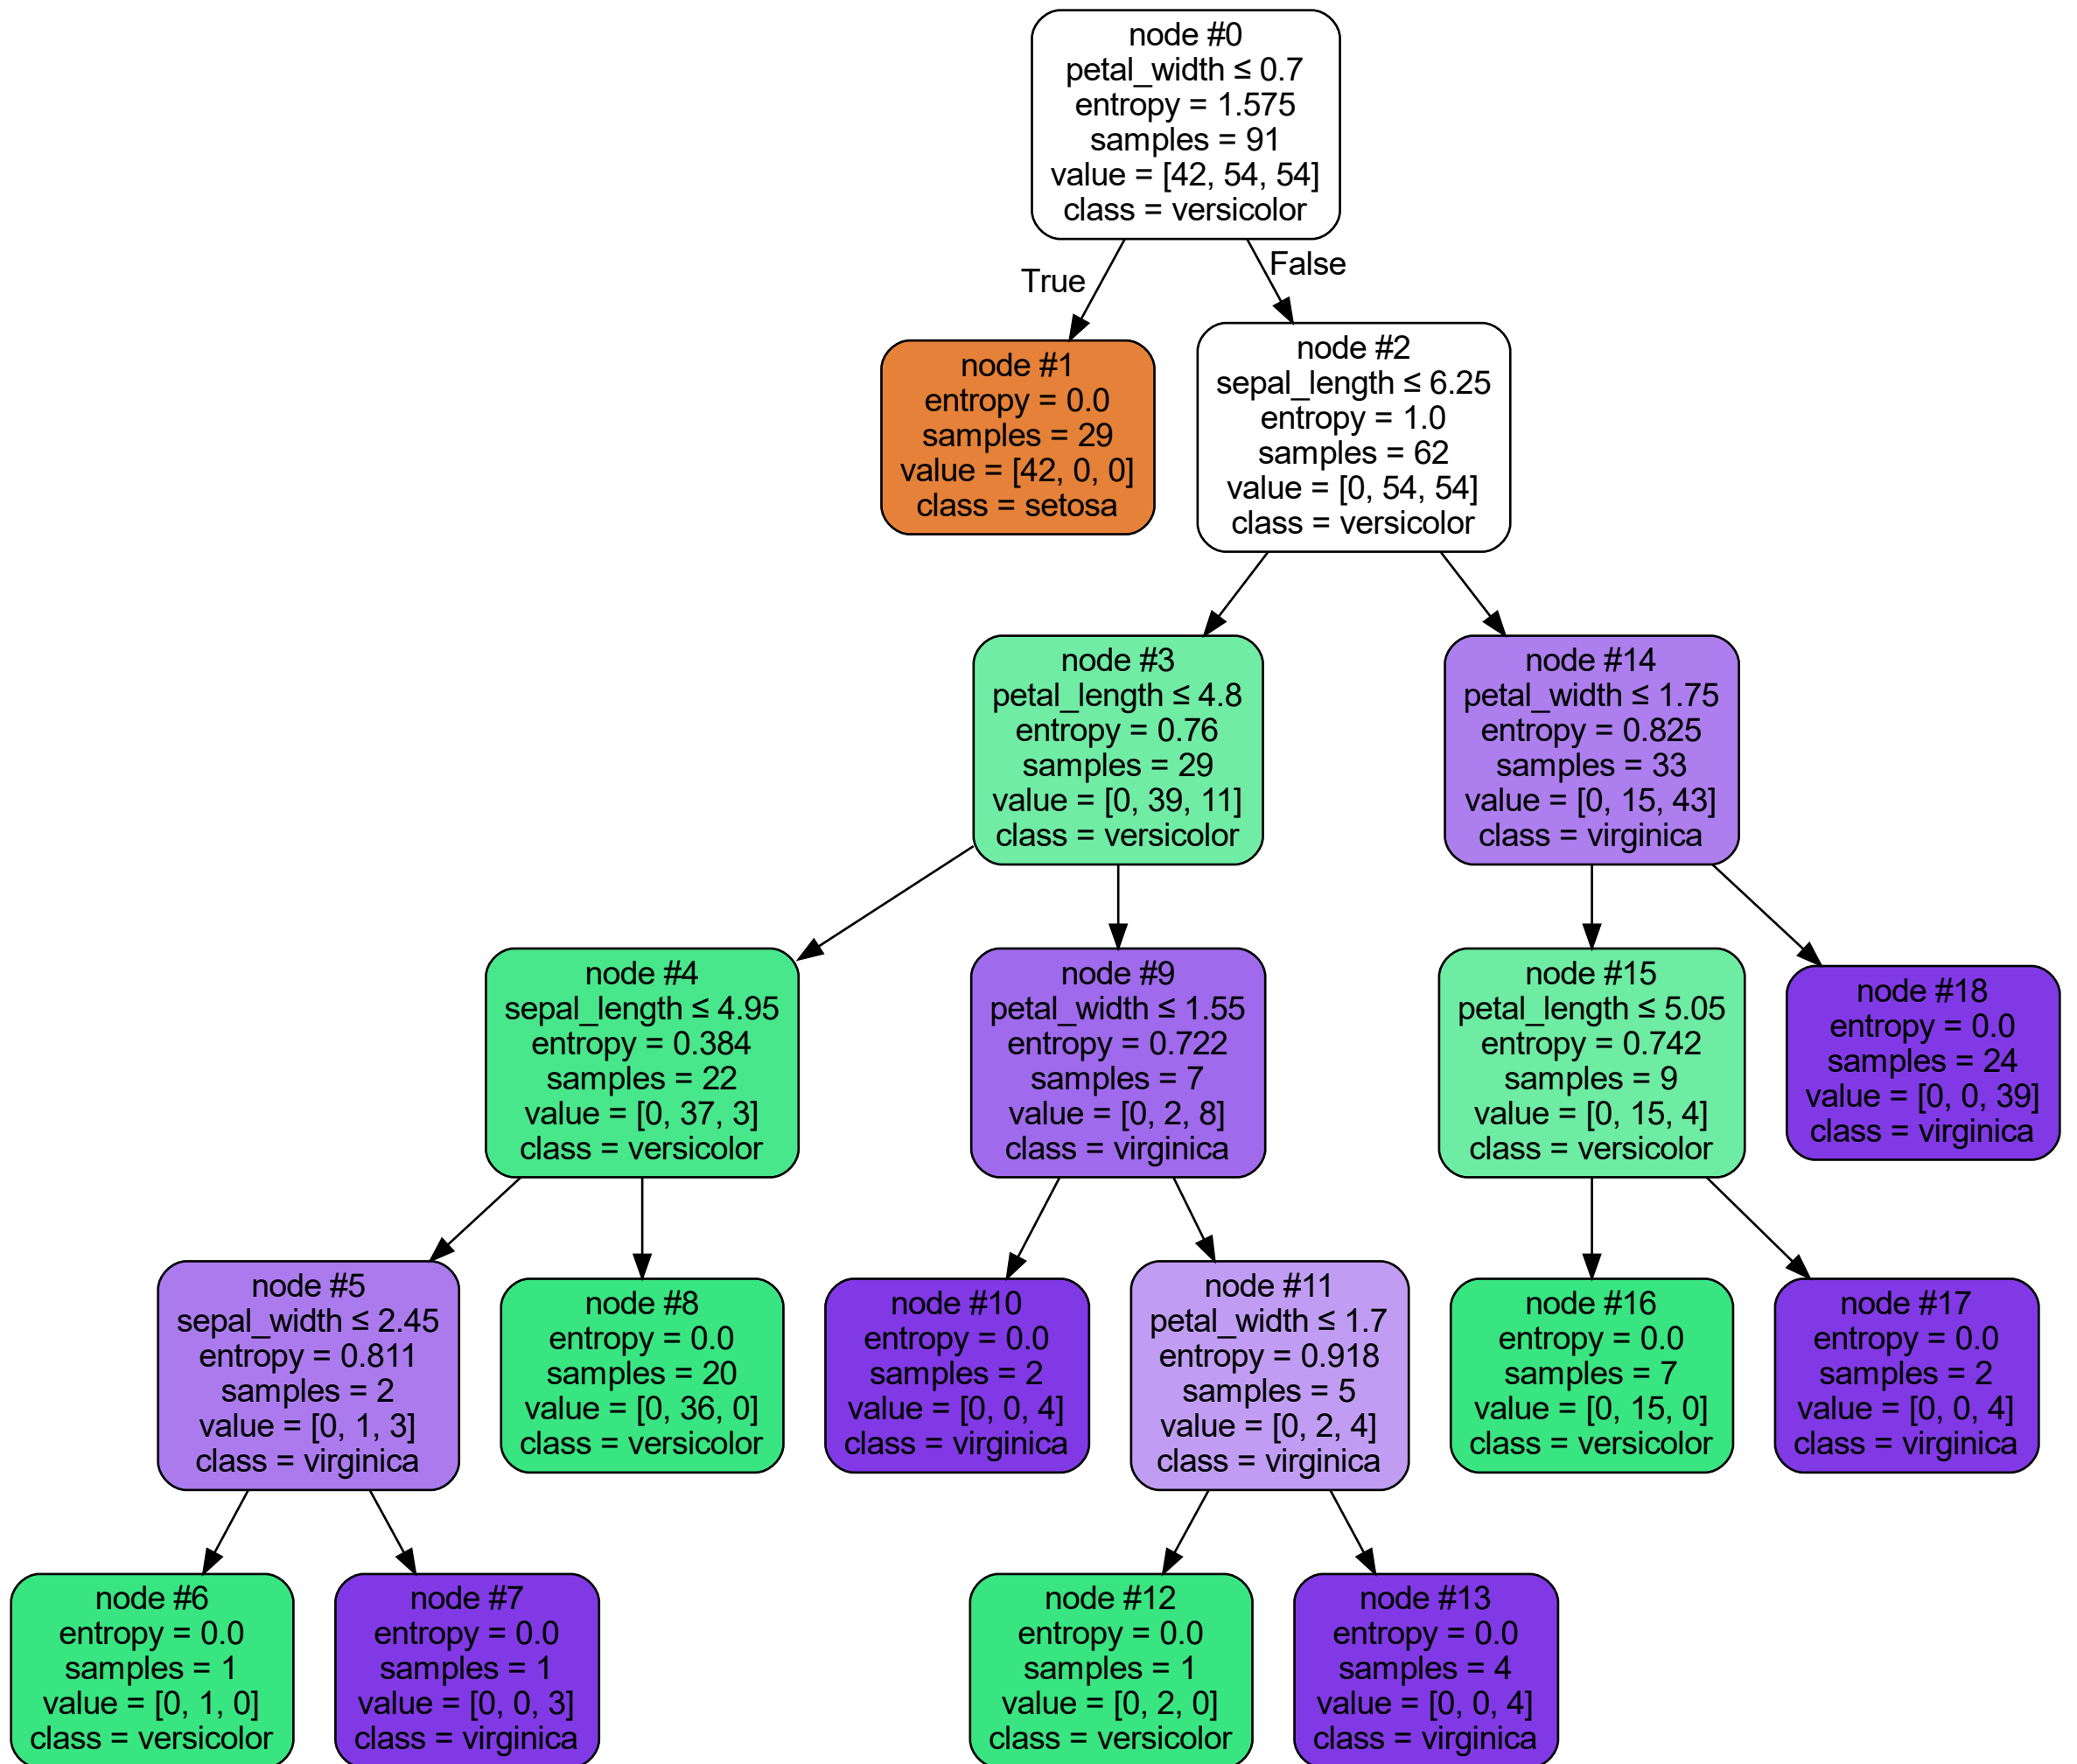 node #0
petal_width ≤ 0.7
entropy = 1.575
samples = 91
value = [42, 54, 54]
class = versicolor
True
False
node #1
entropy = 0.0
samples = 29
value = [42, 0, 0]
class = setosa
node #2
sepal_length ≤ 6.25
entropy = 1.0
samples = 62
value = [0, 54, 54]
class = versicolor
node #3
petal_length ≤ 4.8
entropy = 0.76
samples = 29
value = [0, 39, 11]
class = versicolor
node #14
petal_width ≤ 1.75
entropy = 0.825
samples = 33
value = [0, 15, 43]
class = virginica
node #4
sepal_length ≤ 4.95
entropy = 0.384
samples = 22
value = [0, 37, 3]
class = versicolor
node #9
petal_width ≤ 1.55
entropy = 0.722
samples = 7
value = [0, 2, 8]
class = virginica
node #15
petal_length ≤ 5.05
entropy = 0.742
samples = 9
value = [0, 15, 4]
class = versicolor
node #18
entropy = 0.0
samples = 24
value = [0, 0, 39]
class = virginica
node #5
sepal_width ≤ 2.45
entropy = 0.811
samples = 2
value = [0, 1, 3]
class = virginica
node #8
entropy = 0.0
samples = 20
value = [0, 36, 0]
class = versicolor
node #10
entropy = 0.0
samples = 2
value = [0, 0, 4]
class = virginica
node #11
petal_width ≤ 1.7
entropy = 0.918
samples = 5
value = [0, 2, 4]
class = virginica
node #16
entropy = 0.0
samples = 7
value = [0, 15, 0]
class = versicolor
node #17
entropy = 0.0
samples = 2
value = [0, 0, 4]
class = virginica
node #6
entropy = 0.0
samples = 1
value = [0, 1, 0]
class = versicolor
node #7
entropy = 0.0
samples = 1
value = [0, 0, 3]
class = virginica
node #12
entropy = 0.0
samples = 1
value = [0, 2, 0]
class = versicolor
node #13
entropy = 0.0
samples = 4
value = [0, 0, 4]
class = virginica